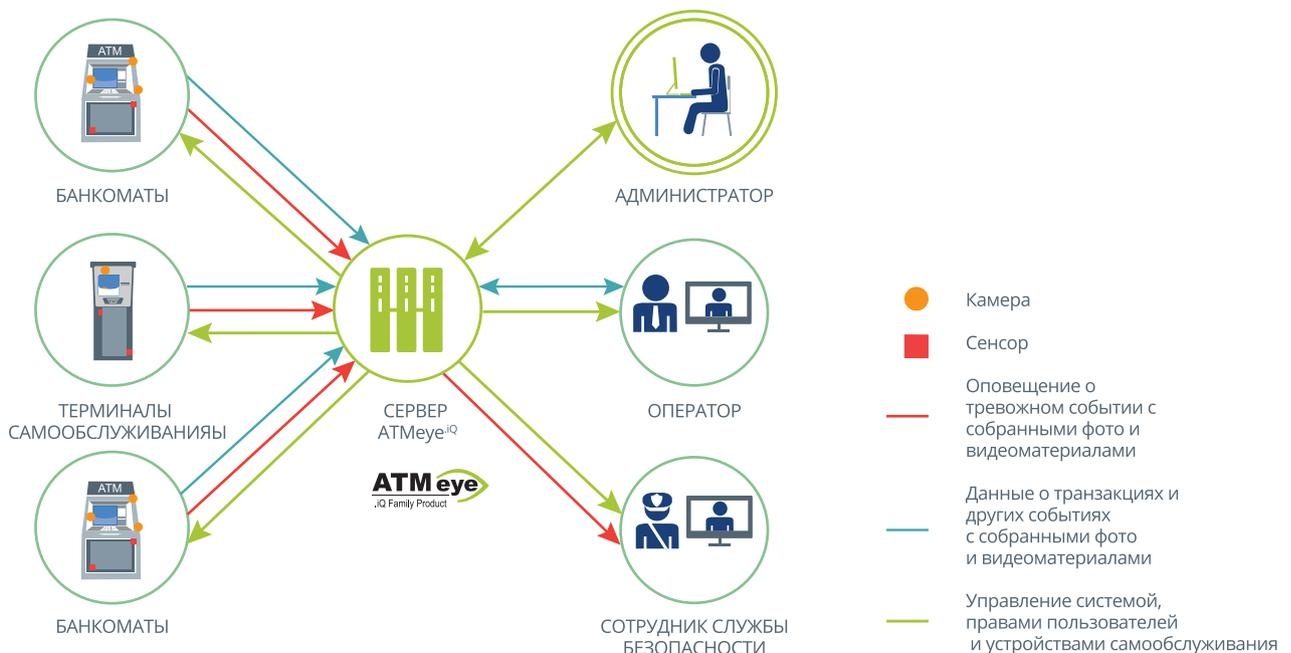 ATM
БАНКОМАТЫ
АДМИНИСТРАТОР
ТЕРМИНАЛЫ
САМООБСЛУЖИВАНИЯЫ
СЕРВЕР
ATMeye.iQ
ATM eye
.iQ Family Product
ОПЕРАТОР
ATM
БАНКОМАТЫ
СОТРУДНИК СЛУЖБЫ
БЕЗОПАСНОСТИ
Камера
Сенсор
Оповещение о
тревожном событии с
собранными фото и
видеоматериалами
Данные о транзакциях и
других событиях
с собранными фото
и видеоматериалами
Управление системой,
правами пользователей
и устройствами самообслуживания